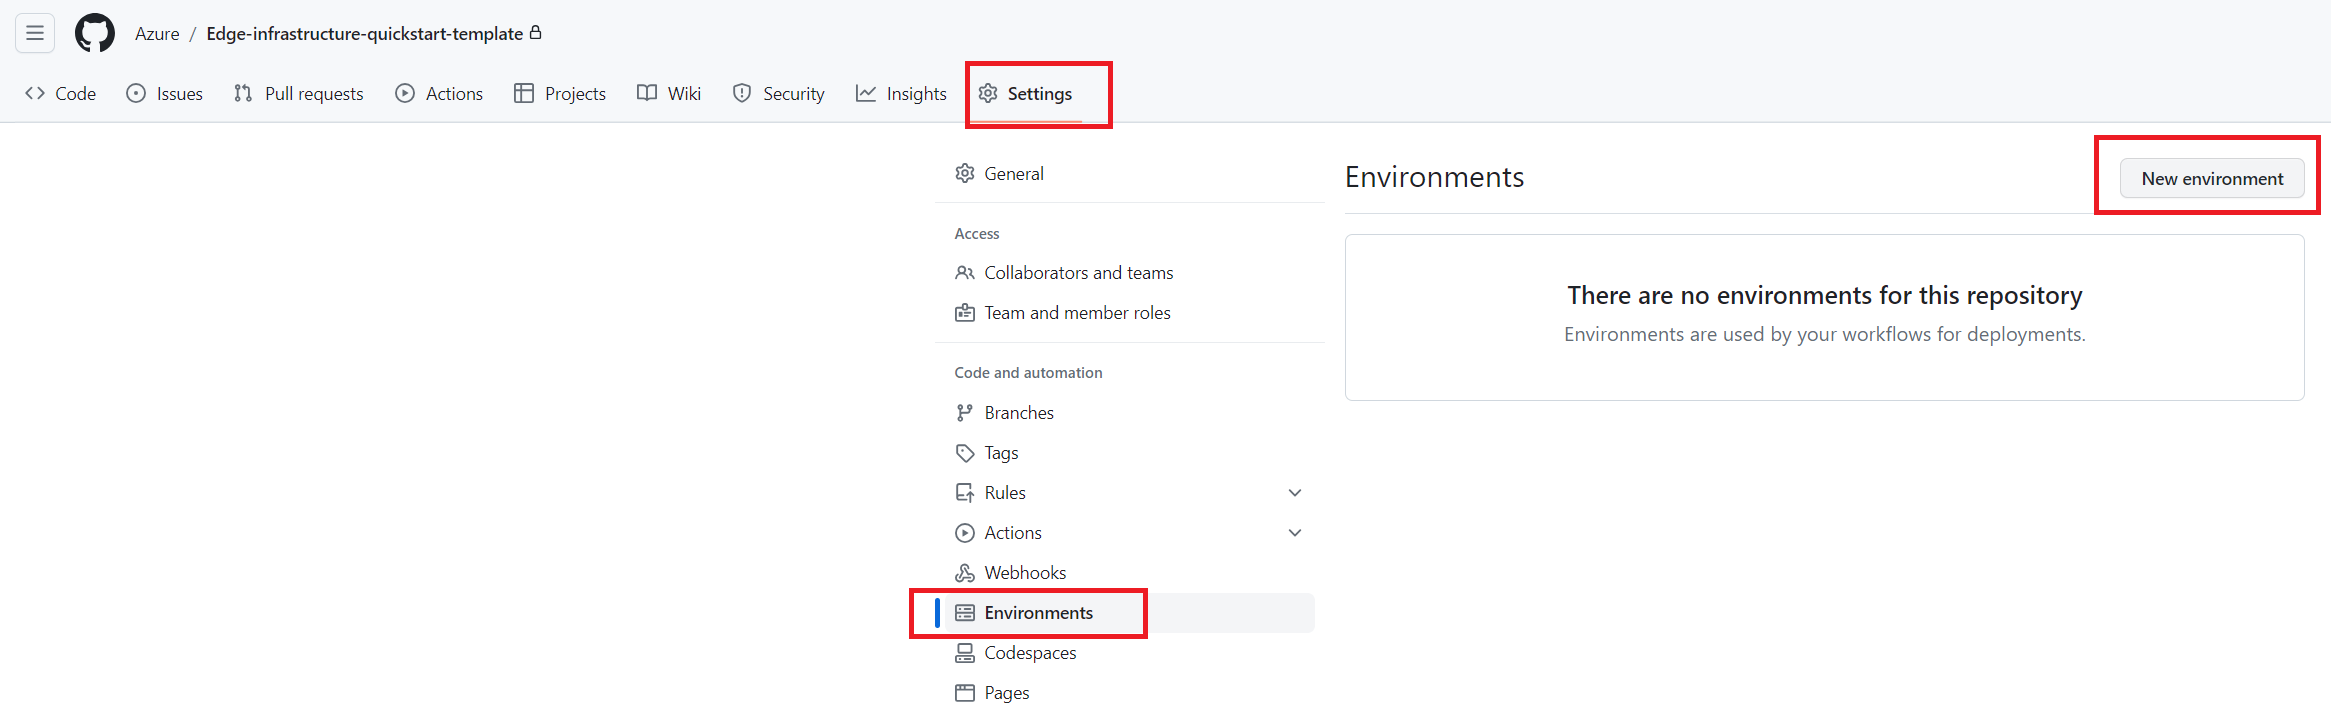 Azure / Edge-infrastructure-quickstart-template
Code Issues Pull requests Actions Projects Wiki Security Insights Settings
General
Access
Collaborators and teams
Team and member roles
Code and automation
Branches
Tags
Rules
Actions
Webhooks
Environments
Codespaces
Pages
Environments
New environment
There are no environments for this repository
Environments are used by your workflows for deployments.